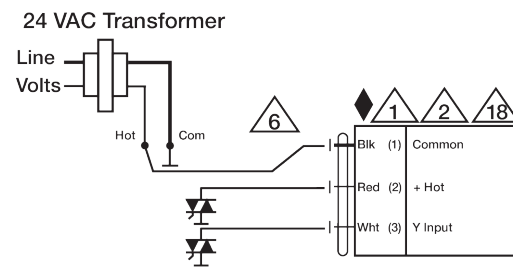 24 VAC Transformer
Line
Volts
Hot
Com
6
1
2
18
Blk (1) Common
Red (2) + Hot
Wht (3) Y Input